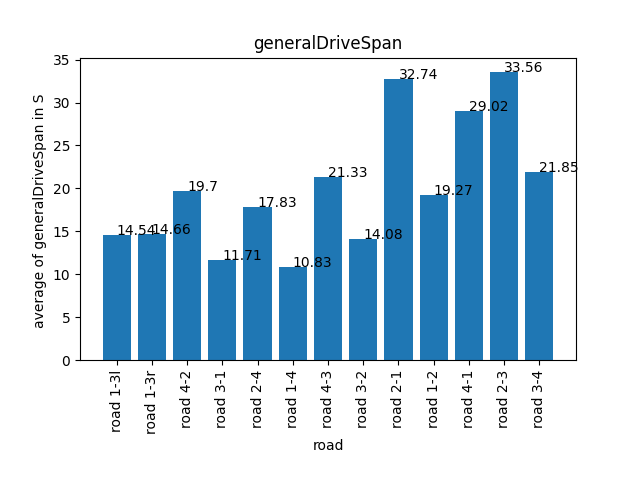 generalDriveSpan
average of generalDriveSpan in S
35
30
25
20
15
10
5
0
14.54
14.66
19.7
11.71
17.83
10.83
21.33
14.08
32.74
19.27
29.02
33.56
21.85
road 1-3l
road 1-3r
road 4-2
road 3-1
road 2-4
road 1-4
road 4-3
road 3-2
road 2-1
road 1-2
road 4-1
road 2-3
road 3-4
road